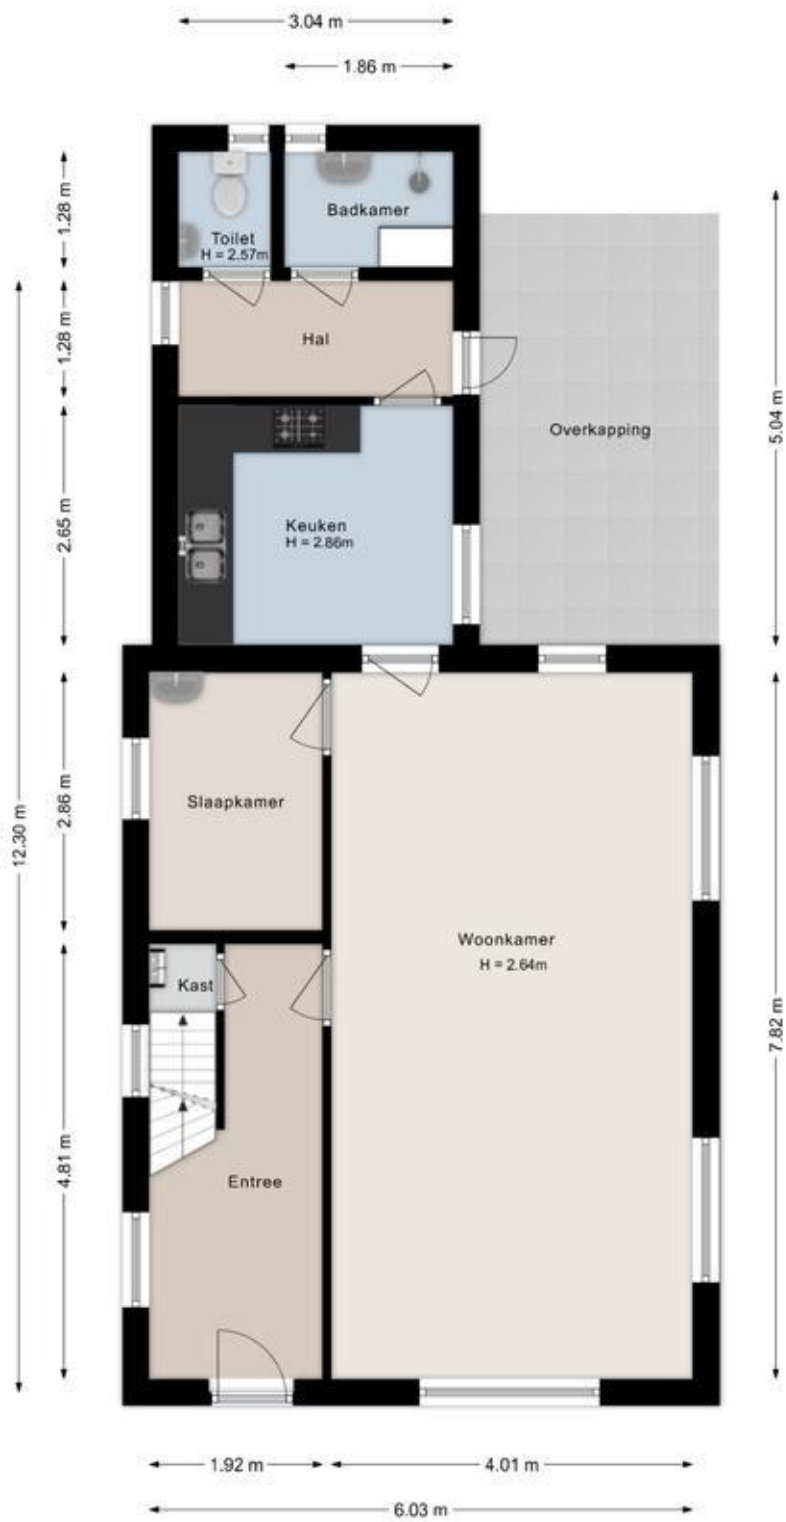 3.04 m
1.86 m
1.28 m
Badkamer
Toilet
H = 2.57m
1.28 m
Hal
5.04 m
Overkapping
2.65 m
Keuken
H = 2.86m
12.30 m
2.86 m
Slaapkamer
Woonkamer
H = 2.64m
Kast
7.82 m
4.81 m
Entree
1.92 m
4.01 m
6.03 m